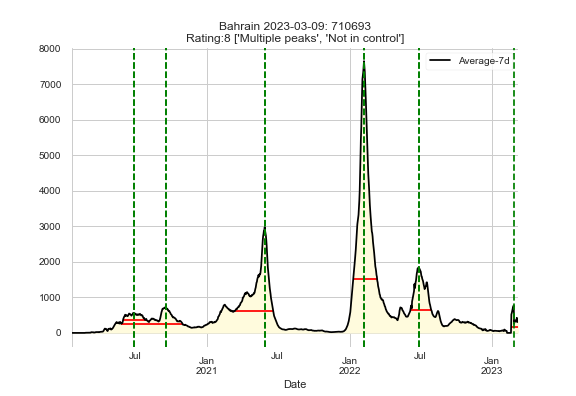 Bahrain 2023-03-09: 710693
Rating:8 ['Multiple peaks', 'Not in control']
Average-7d
8000
7000
6000
5000
4000
3000
2000
1000
0
Jul
Jan
2021
Jul
Jan
2022
Jul
Jan
2023
Date